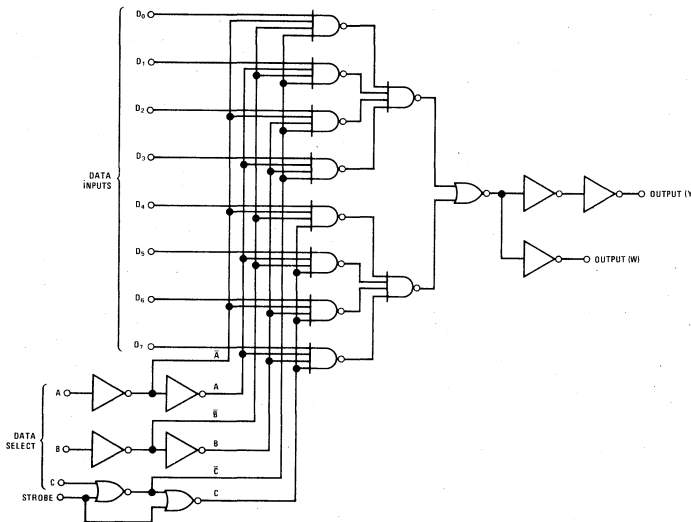 D0
D1
D2
D3
D4
D5
D6
D7
DATA
INPUTS
OUTPUT (Y
OUTPUT (W)
Ā
A
A
B̄
B
B
DATA
SELECT
C̄
C
C
STROBE